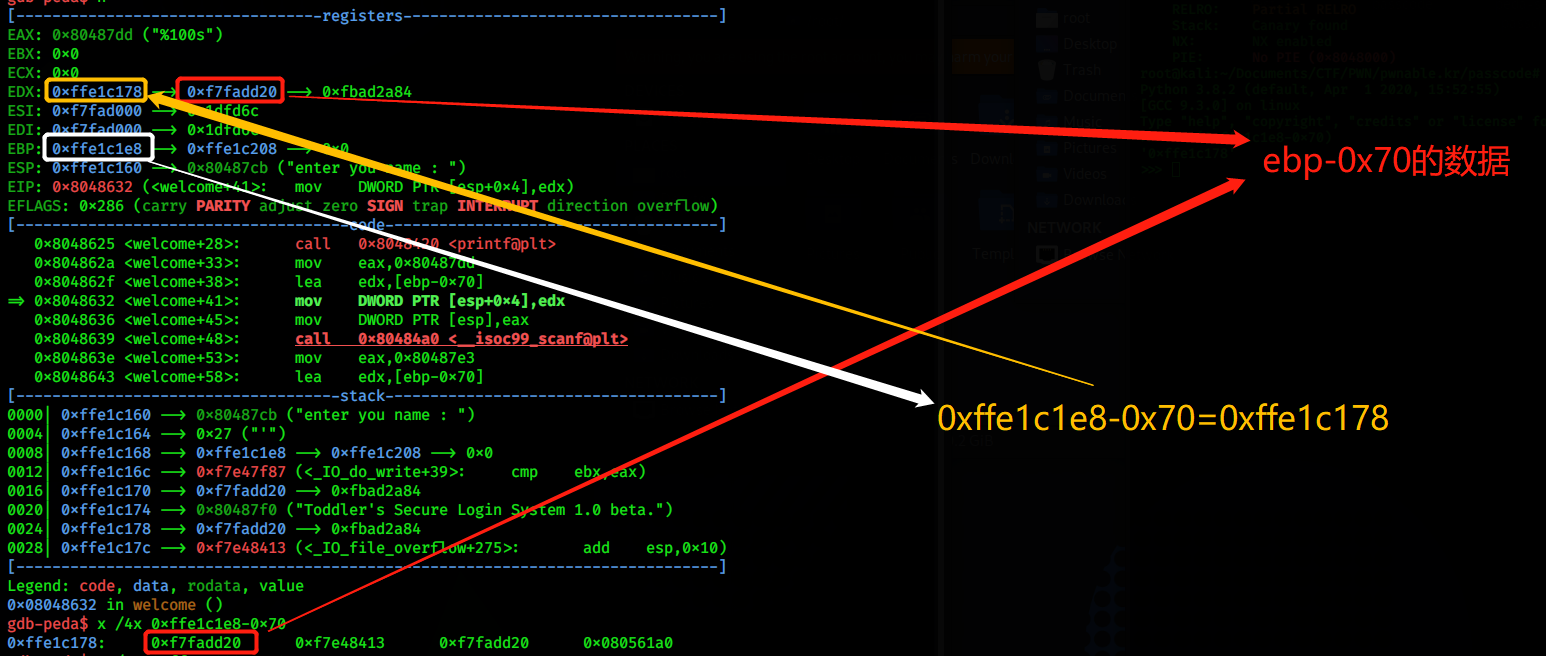 gdb-peda$ n
[----------------------------------registers-----------------------------------]
EAX: 0×80487dd ("%100s")
EBX: 0×0
ECX: 0×0
EDX: 0×ffe1c178 → 0×f7fadd20 → 0×fbad2a84
ESI: 0×f7fad000 → 0×1dfd6c
EDI: 0×f7fad000 → 0×1dfd6c
EBP: 0×ffe1c1e8 → 0×ffe1c208 → 0×0
ESP: 0×ffe1c160 → 0×80487cb ("enter you name : ")
EIP: 0×8048632 (<welcome+41>: mov DWORD PTR [esp+0×4],edx)
EFLAGS: 0×286 (carry PARITY adjust zero SIGN trap INTERRUPT direction overflow)
[-------------------------------------code-------------------------------------]
0×8048625 <welcome+28>: call 0×8048420 <printf@plt>
0×804862a <welcome+33>: mov eax,0×80487dd
0×804862f <welcome+38>: lea edx,[ebp-0×70]
⇒ 0×8048632 <welcome+41>: mov DWORD PTR [esp+0×4],edx
0×8048636 <welcome+45>: mov DWORD PTR [esp],eax
0×8048639 <welcome+48>: call 0×80484a0 <__isoc99_scanf@plt>
0×804863e <welcome+53>: mov eax,0×80487e3
0×8048643 <welcome+58>: lea edx,[ebp-0×70]
[------------------------------------stack-------------------------------------]
0000| 0×ffe1c160 → 0×80487cb ("enter you name : ")
0004| 0×ffe1c164 → 0×27 ("'")
0008| 0×ffe1c168 → 0×ffe1c1e8 → 0×ffe1c208 → 0×0
0012| 0×ffe1c16c → 0×f7e47f87 (<_IO_do_write+39>: cmp ebx,eax)
0016| 0×ffe1c170 → 0×f7fadd20 → 0×fbad2a84
0020| 0×ffe1c174 → 0×80487f0 ("Toddler's Secure Login System 1.0 beta.")
0024| 0×ffe1c178 → 0×f7fadd20 → 0×fbad2a84
0028| 0×ffe1c17c → 0×f7e48413 (<_IO_file_overflow+275>: add esp,0×10)
[------------------------------------------------------------------------------]
Legend: code, data, rodata, value
0×08048632 in welcome ()
gdb-peda$ x /4x 0×ffe1c1e8-0×70
0×ffe1c178: 0×f7fadd20 0×f7e48413 0×f7fadd20 0×080561a0
ebp-0x70的数据
0xffe1c1e8-0x70=0xffe1c178
root
Desktop
Trash
Music
Pictures
Videos
NETWORK